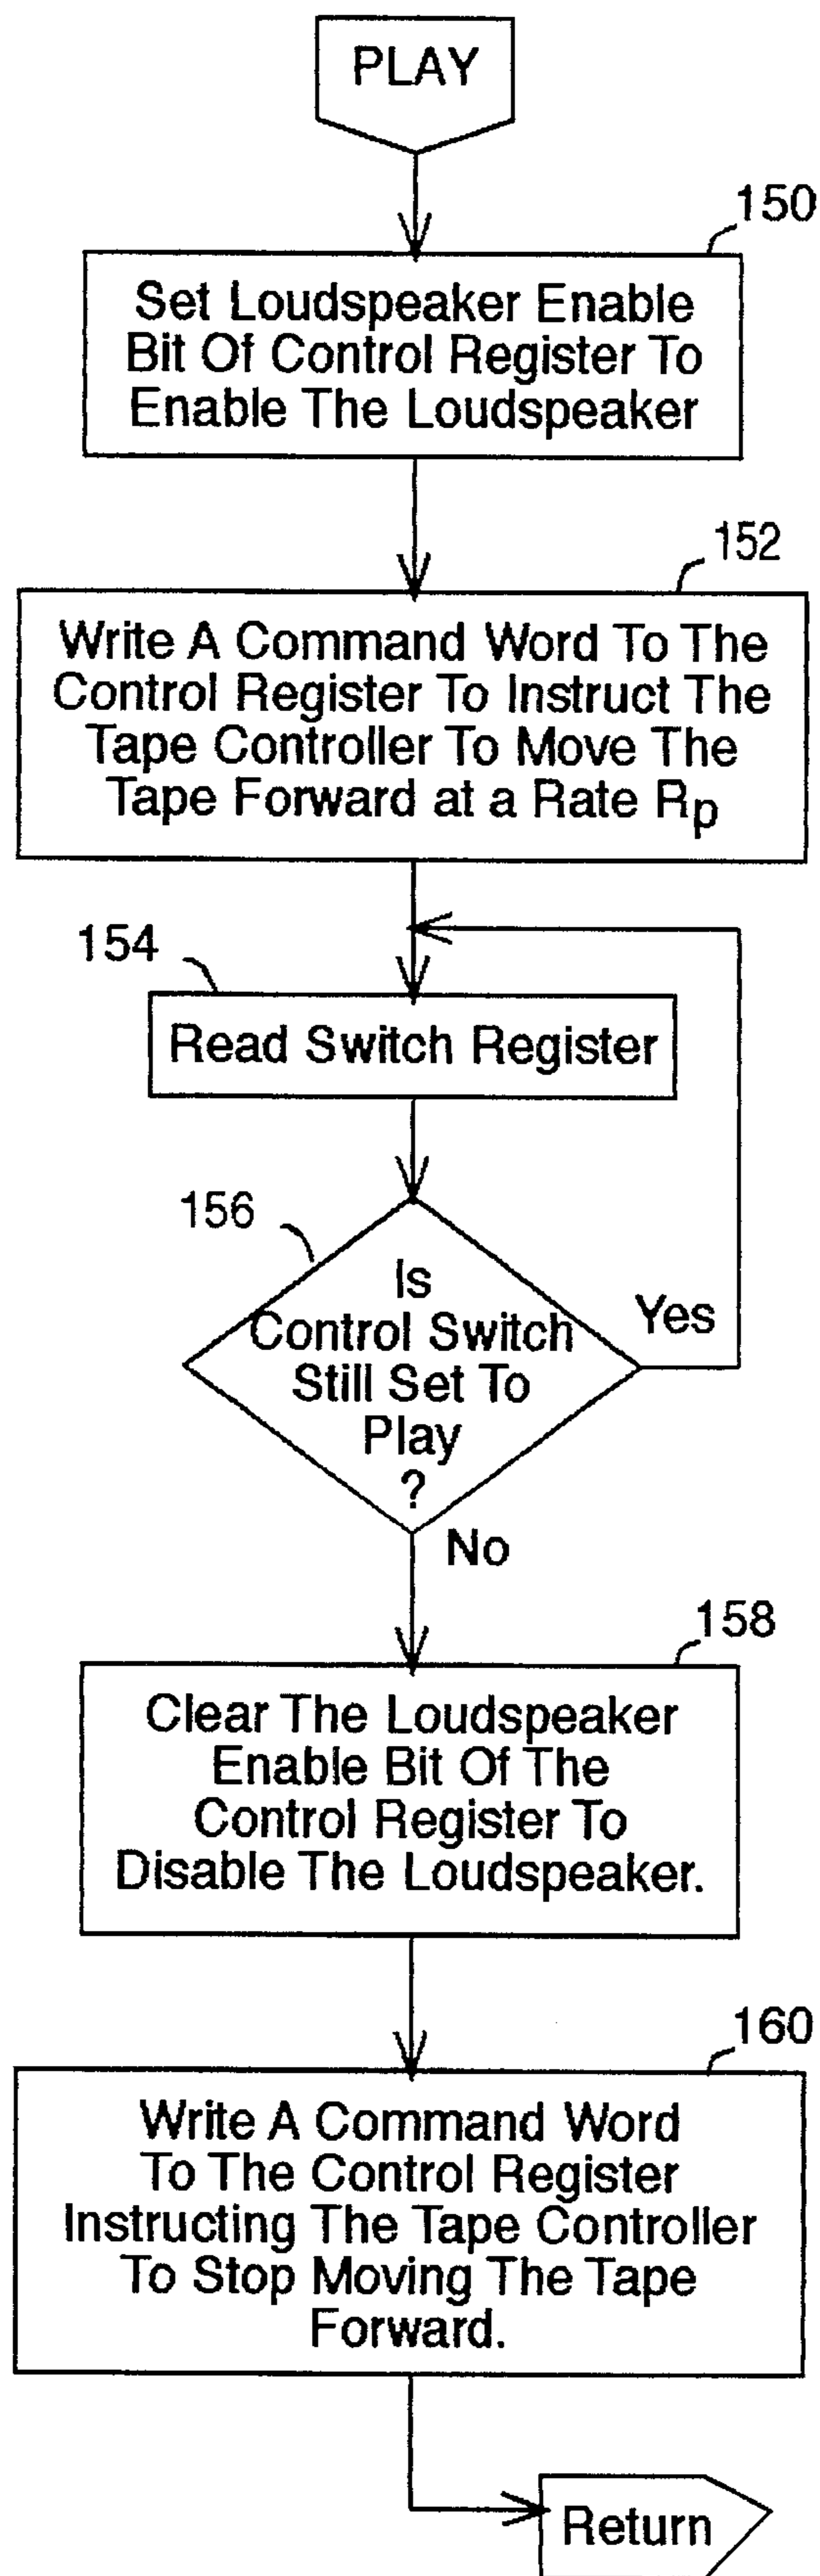 PLAY
150
Set Loudspeaker Enable
Bit Of Control Register To
Enable The Loudspeaker
152
Write A Command Word To The
Control Register To Instruct The
Tape Controller To Move The
Tape Forward at a Rate Rp
154
Read Switch Register
156
Is
Control Switch
Still Set To
Play
?
Yes
No
158
Clear The Loudspeaker
Enable Bit Of The
Control Register To
Disable The Loudspeaker.
160
Write A Command Word
To The Control Register
Instructing The Tape Controller
To Stop Moving The Tape
Forward.
Return